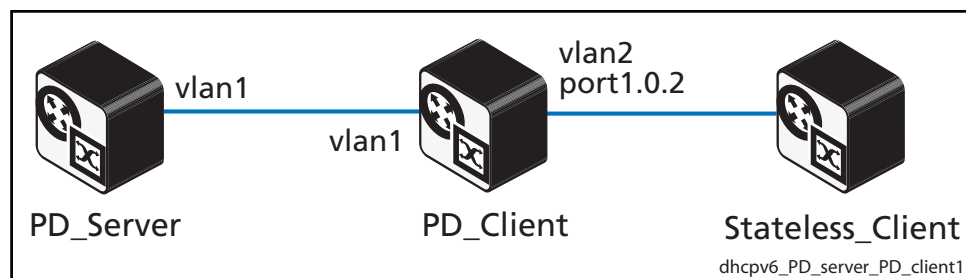 vlan1
vlan1
vlan2
port1.0.2
PD_Server
PD_Client
Stateless_Client
dhcpv6_PD_server_PD_client1